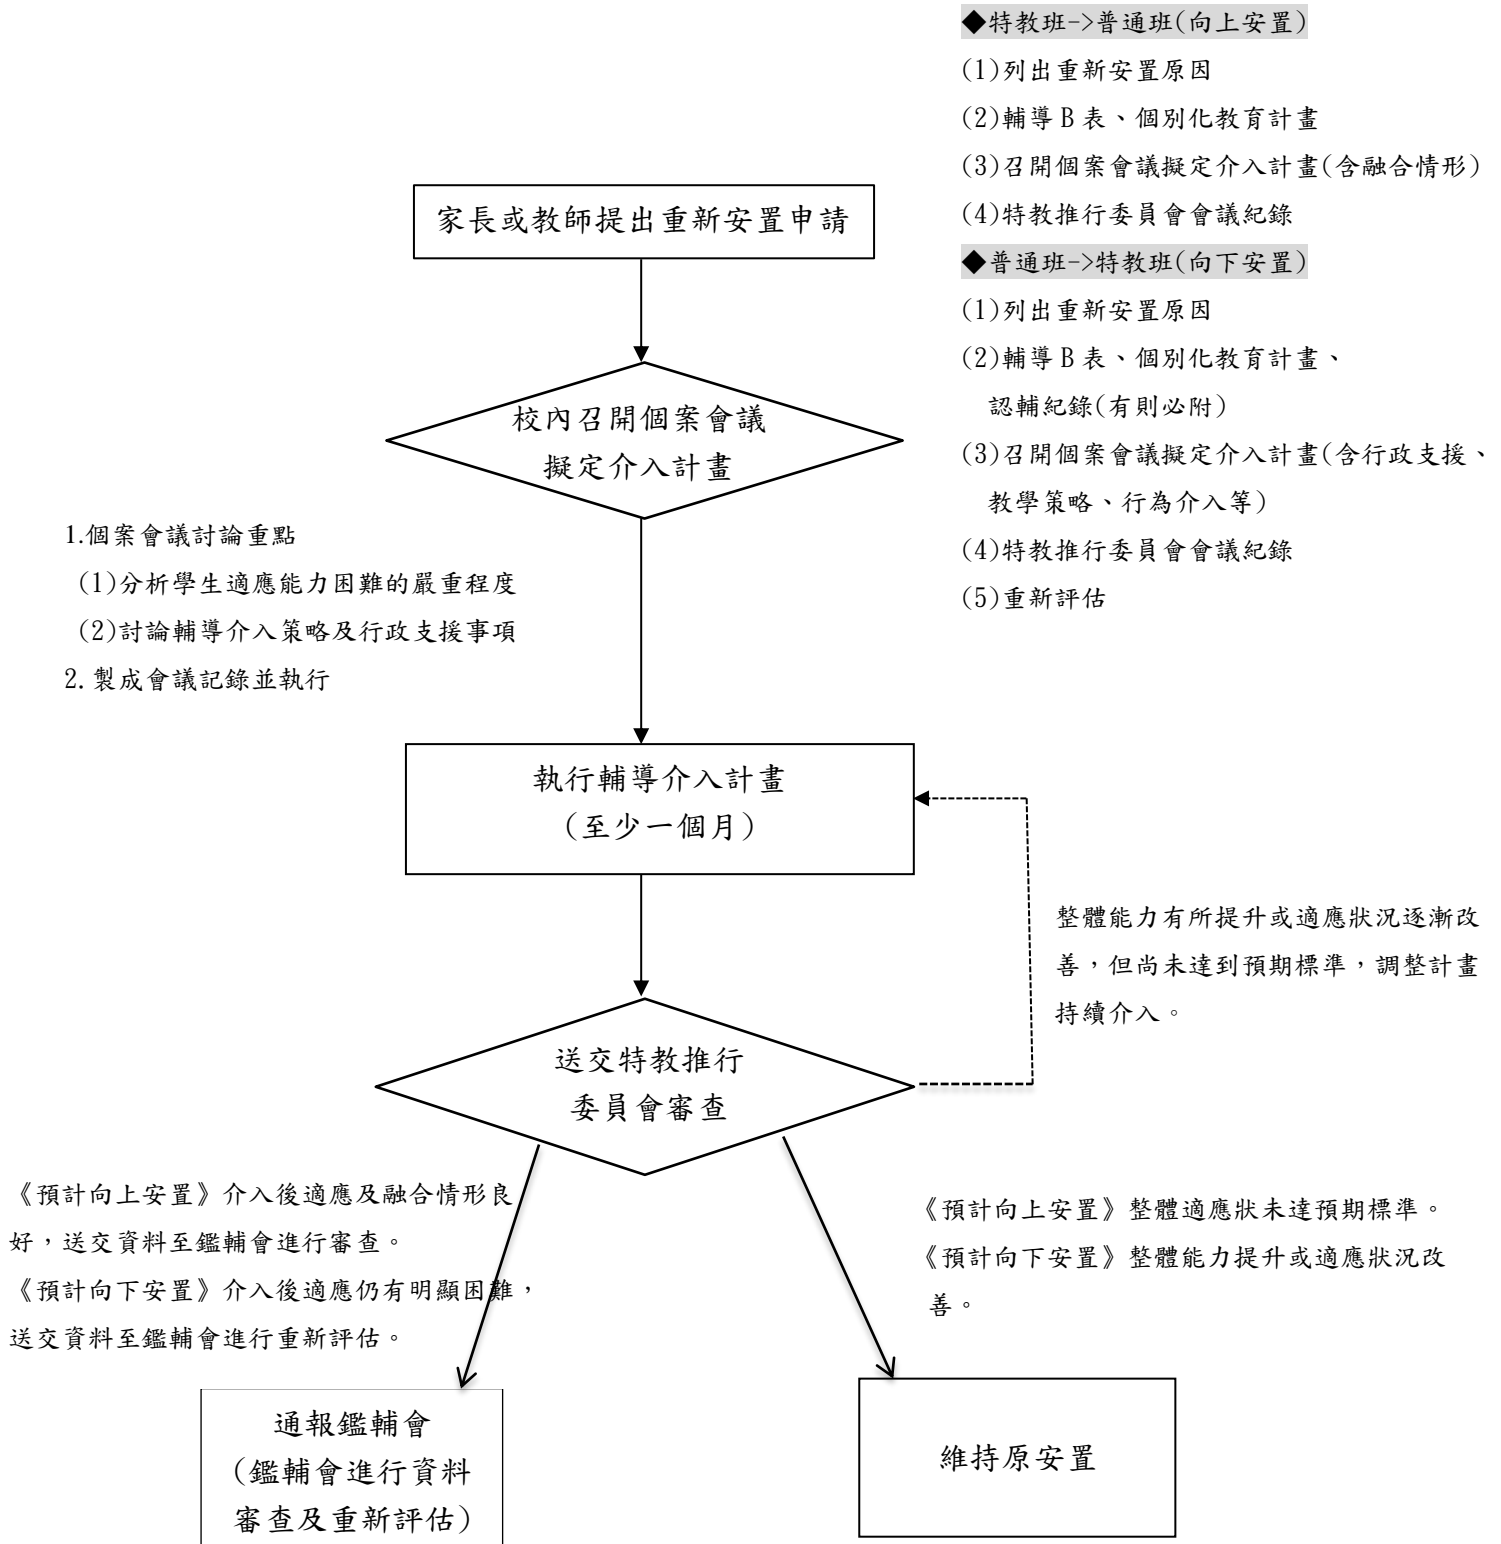 ◆特教班->普通班(向上安置)
(1)列出重新安置原因
(2)輔導 B 表、個別化教育計畫
(3)召開個案會議擬定介入計畫(含融合情形)
(4)特教推行委員會會議紀錄
◆普通班->特教班(向下安置)
(1)列出重新安置原因
(2)輔導 B 表、個別化教育計畫、
認輔紀錄(有則必附)
(3)召開個案會議擬定介入計畫(含行政支援、
教學策略、行為介入等)
(4)特教推行委員會會議紀錄
(5)重新評估
家長或教師提出重新安置申請
校內召開個案會議
擬定介入計畫
1.個案會議討論重點
(1)分析學生適應能力困難的嚴重程度
(2)討論輔導介入策略及行政支援事項
2.製成會議記錄並執行
執行輔導介入計畫
(至少一個月)
整體能力有所提升或適應狀況逐漸改
善，但尚未達到預期標準，調整計畫
持續介入。
送交特教推行
委員會審查
《預計向上安置》介入後適應及融合情形良
好，送交資料至鑑輔會進行審查。
《預計向下安置》介入後適應仍有明顯困難，
送交資料至鑑輔會進行重新評估。
《預計向上安置》整體適應狀未達預期標準。
《預計向下安置》整體能力提升或適應狀況改
善。
通報鑑輔會
(鑑輔會進行資料
審查及重新評估)
維持原安置